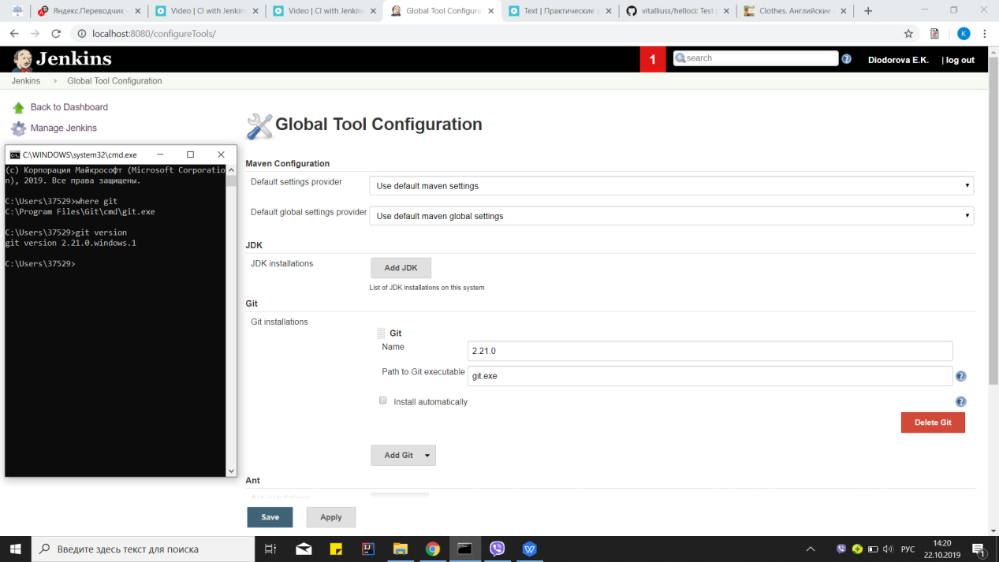 Яндекс.Переводчик –
Video | CI with Jenkins
Video | CI with Jenkins
Global Tool Configura
Text | Практические з
vitalliuss/helloci: Test
Clothes. Английские
localhost:8080/configureTools/
K
Jenkins
1
search
Diodorova E.K.
| log out
Jenkins
Global Tool Configuration
Back to Dashboard
Manage Jenkins
C:\WINDOWS\system32\cmd.exe
(c) Корпорация Майкрософт (Microsoft Corporatio
n), 2019. Все права защищены.
C:\Users\37529>where git
C:\Program Files\Git\cmd\git.exe
C:\Users\37529>git version
git version 2.21.0.windows.1
C:\Users\37529>
Global Tool Configuration
Maven Configuration
Default settings provider
Use default maven settings
Default global settings provider
Use default maven global settings
JDK
JDK installations
Add JDK
List of JDK installations on this system
Git
Git installations
Git
Name
2.21.0
Path to Git executable
git.exe
Install automatically
Delete Git
Add Git
Ant
Save
Apply
Введите здесь текст для поиска
РУС
14:20
22.10.2019
1